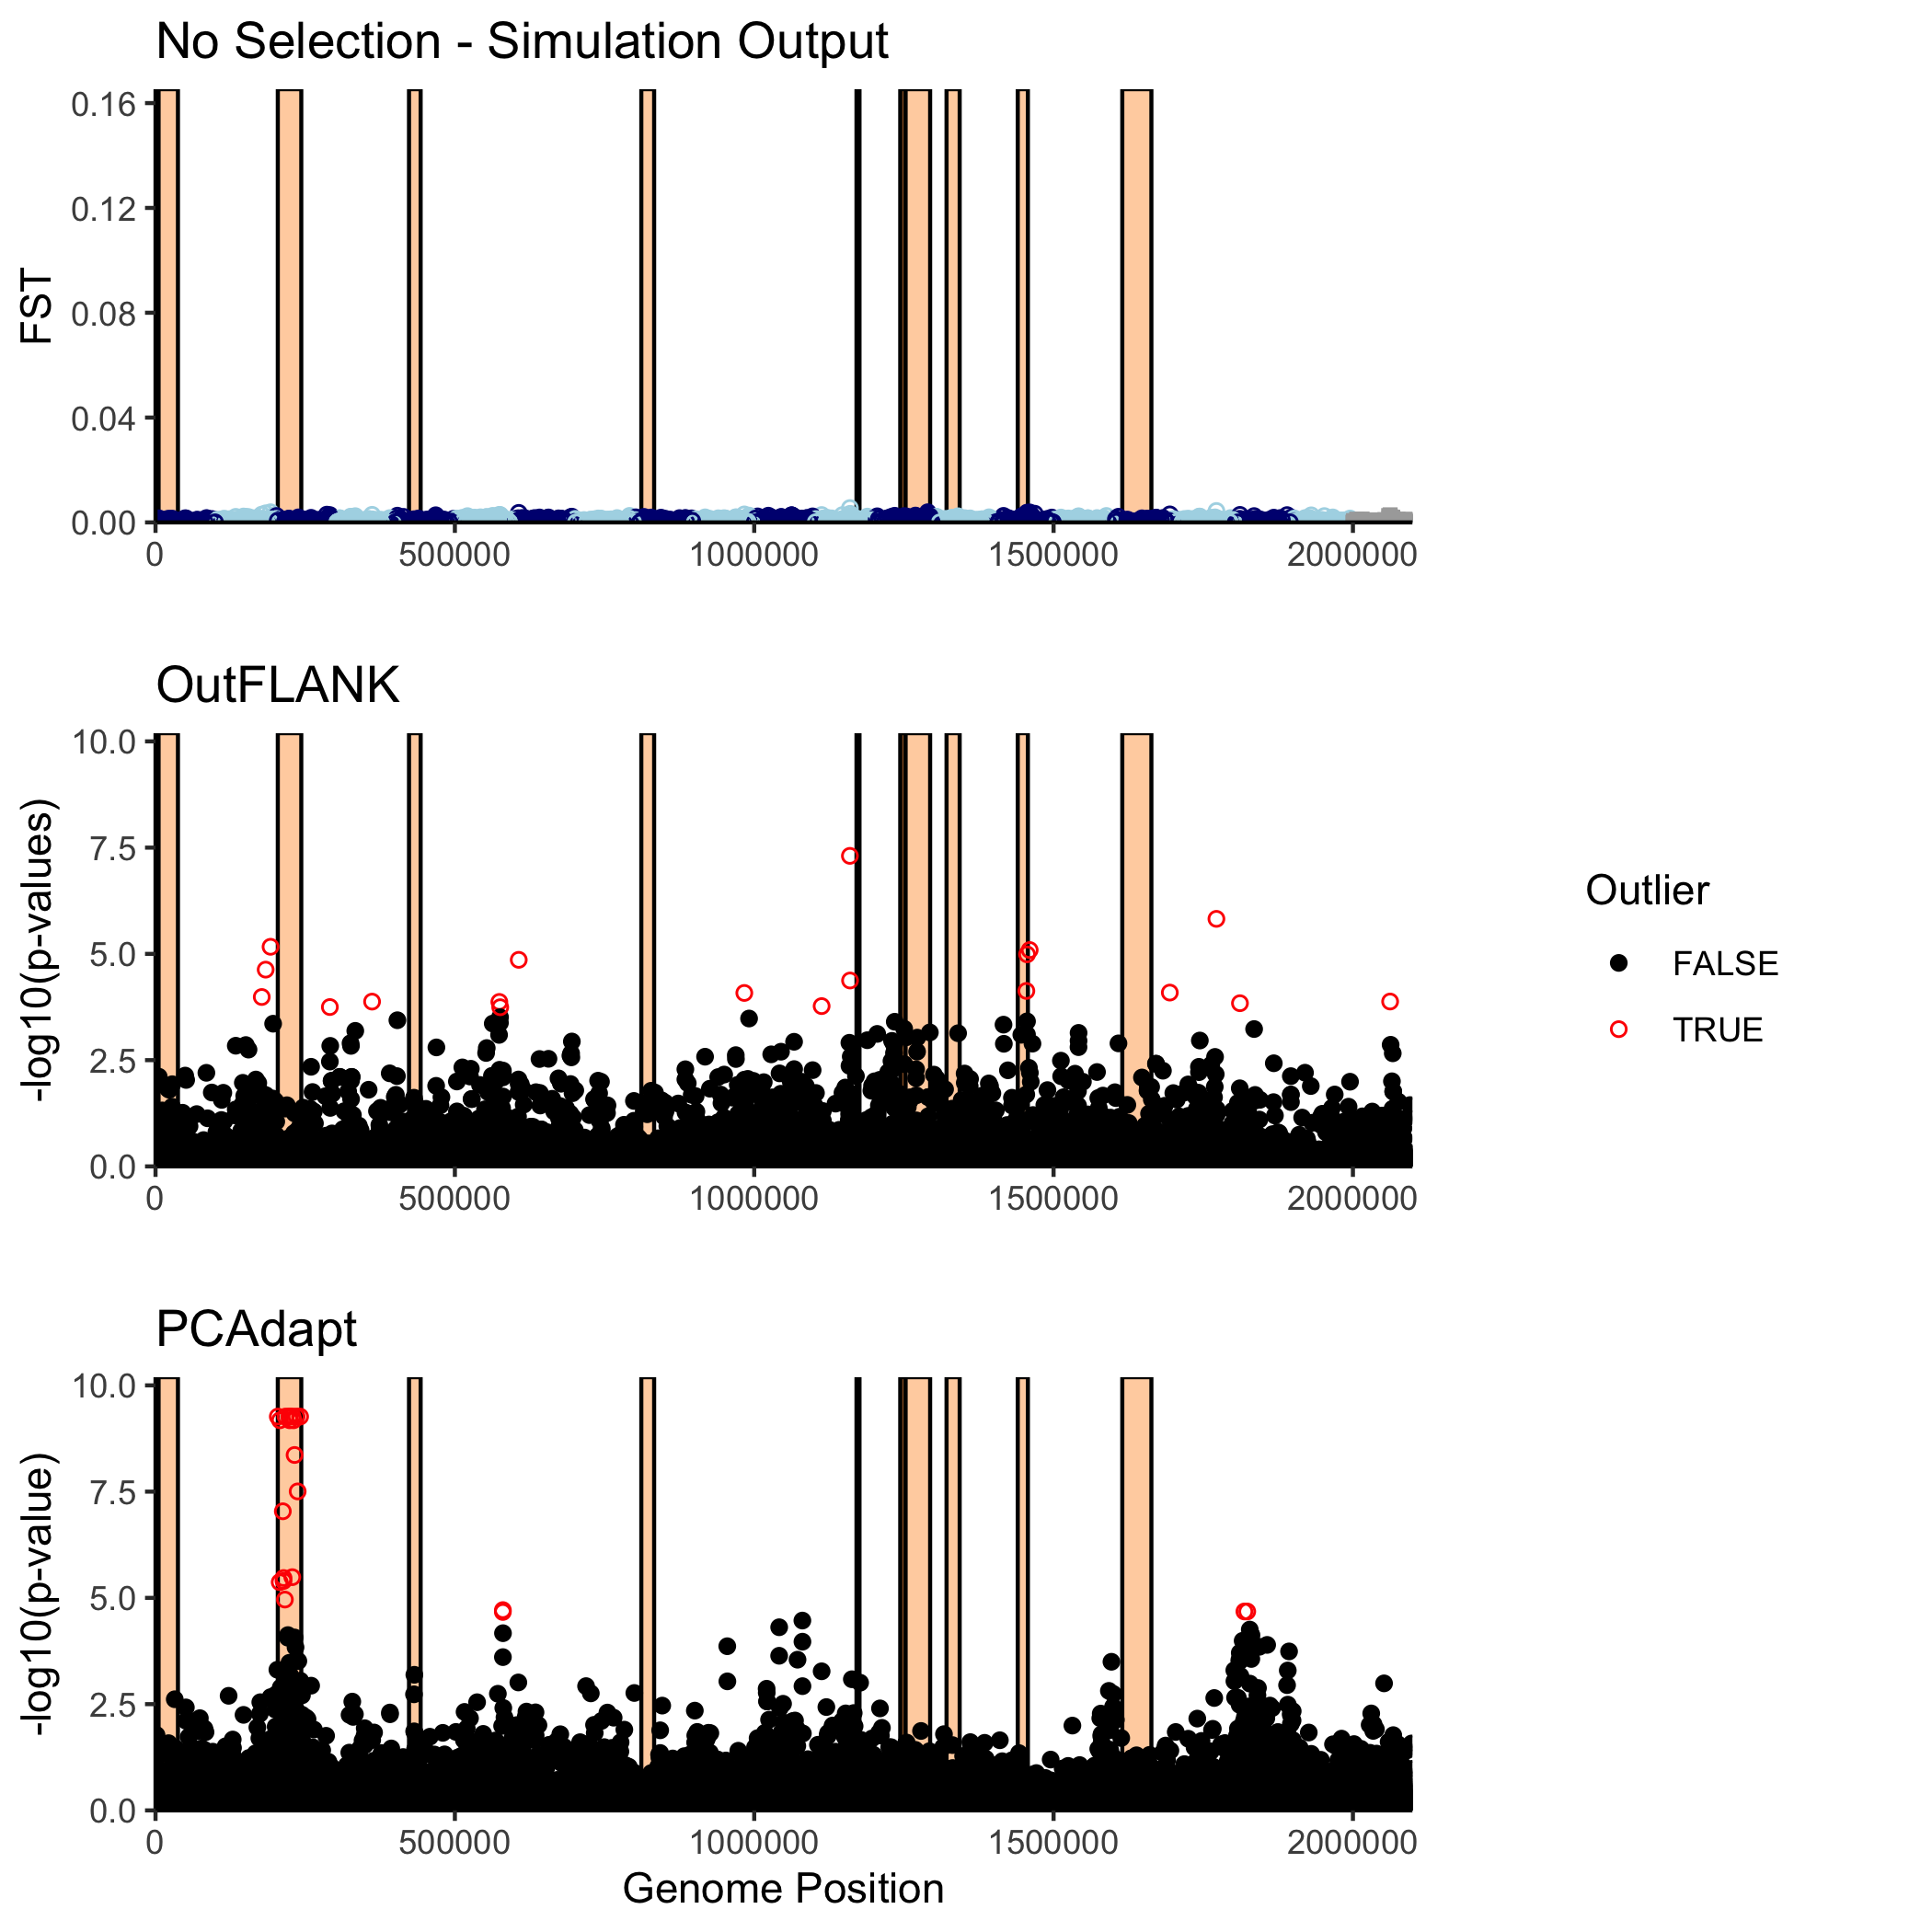 No Selection - Simulation Output
FST
0.16
0.12
0.08
0.04
0.00
0 500000 1000000 1500000 2000000
OutFLANK
-log10(p-values)
10.0
7.5
5.0
2.5
0.0
0 500000 1000000 1500000 2000000
Outlier
FALSE
TRUE
PCAdapt
-log10(p-value)
10.0
7.5
5.0
2.5
0.0
0 500000 1000000 1500000 2000000
Genome Position